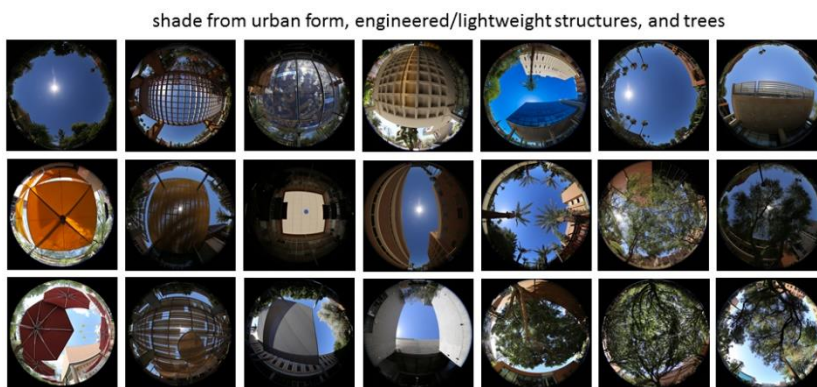 shade from urban form, engineered/lightweight structures, and trees